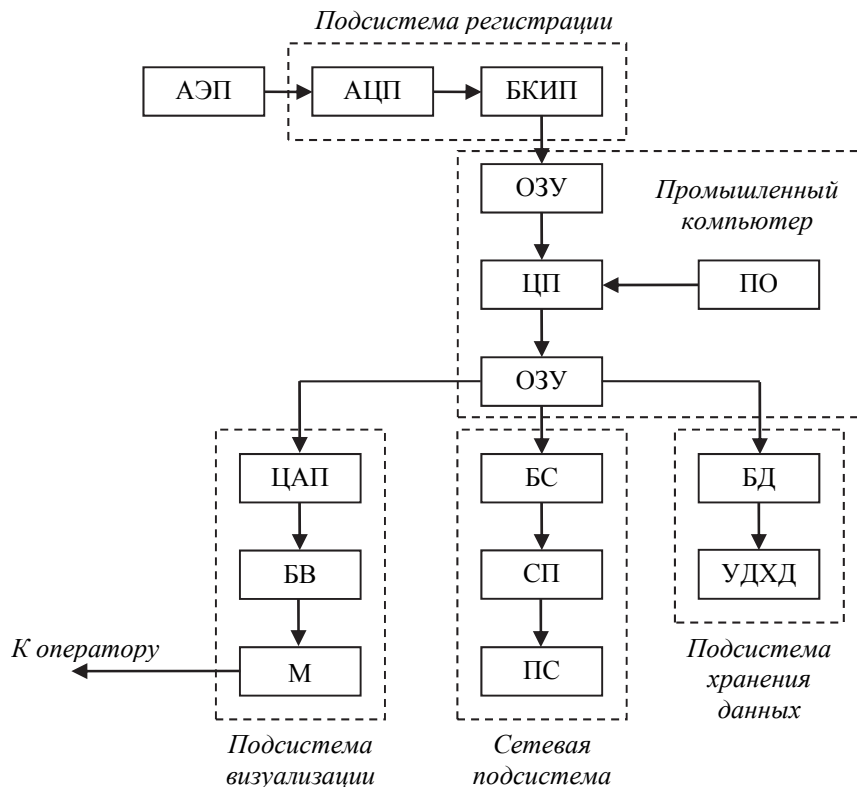 Подсистема регистрации
АЭП
АЦП
БКИП
ОЗУ
Промышленный
компьютер
ЦП
ПО
ОЗУ
ЦАП
БС
БД
БВ
СП
УДХД
К оператору
М
ПС
Подсистема
хранения
данных
Подсистема
визуализации
Сетевая
подсистема